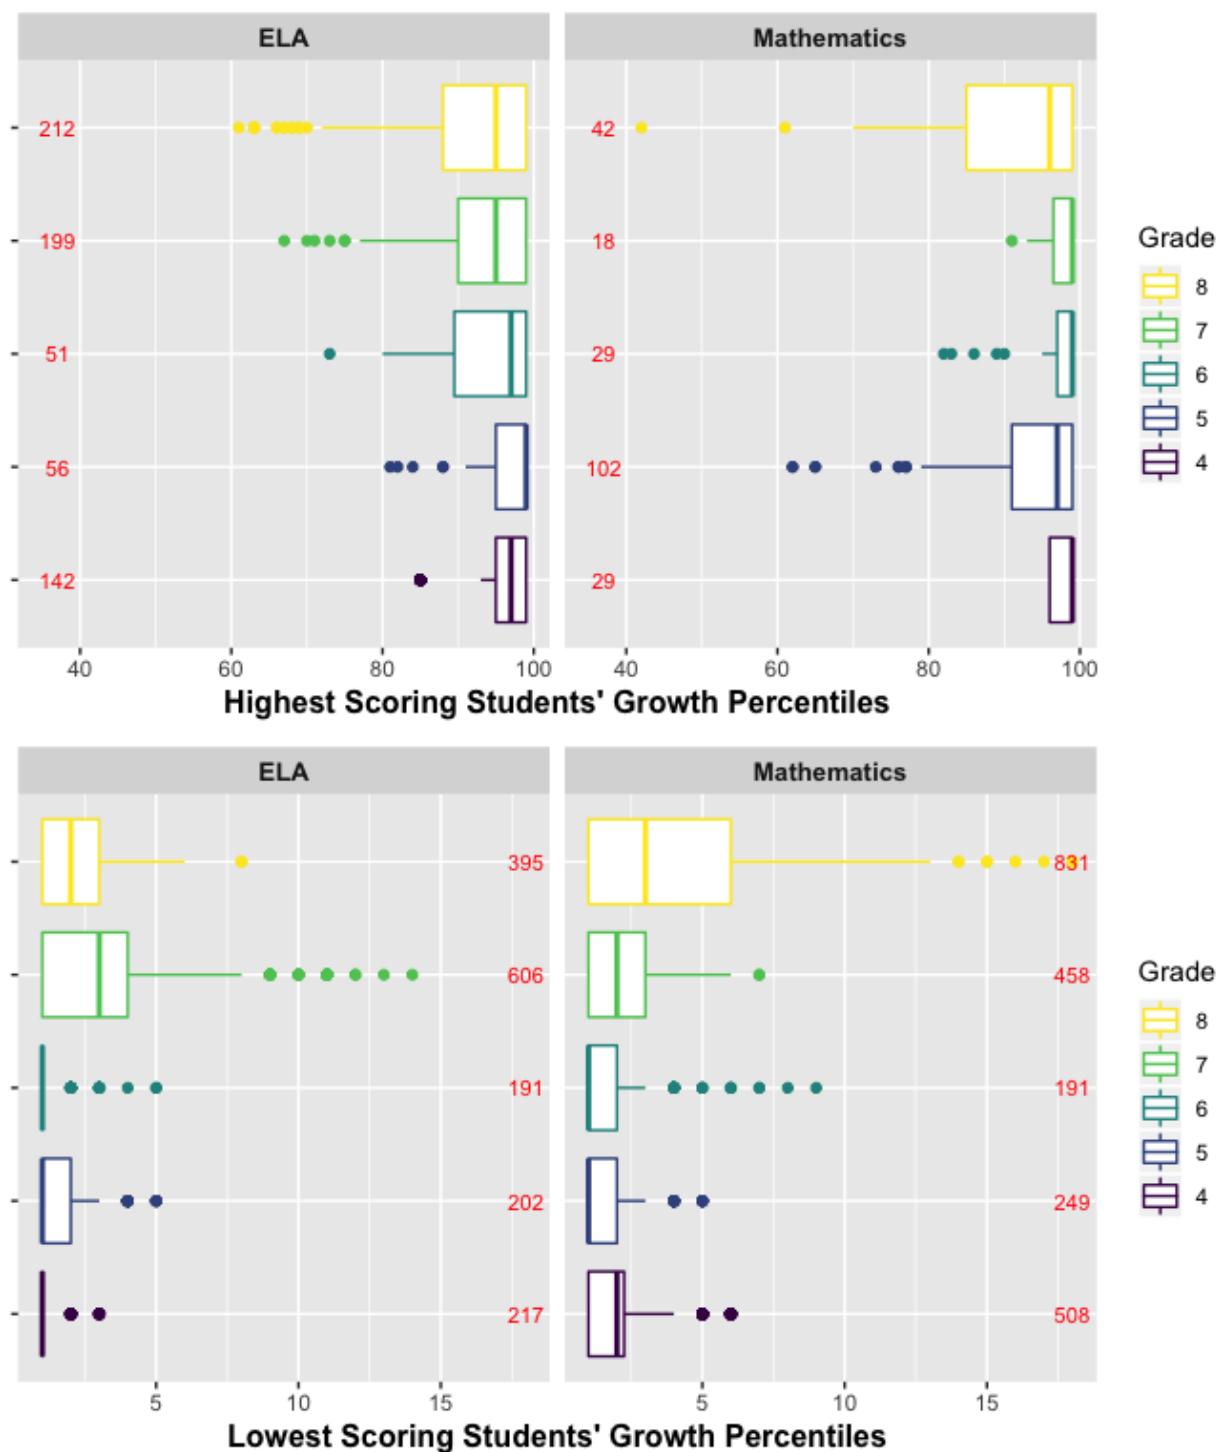 ELA Mathematics
212 42
199 18
51 29
56 102
142 29
40 60 80 100 40 60 80 100
Highest Scoring Students' Growth Percentiles
Grade
8
7
6
5
4
ELA Mathematics
395 831
606 458
191 191
202 249
217 508
5 10 15 5 10 15
Lowest Scoring Students' Growth Percentiles
Grade
8
7
6
5
4